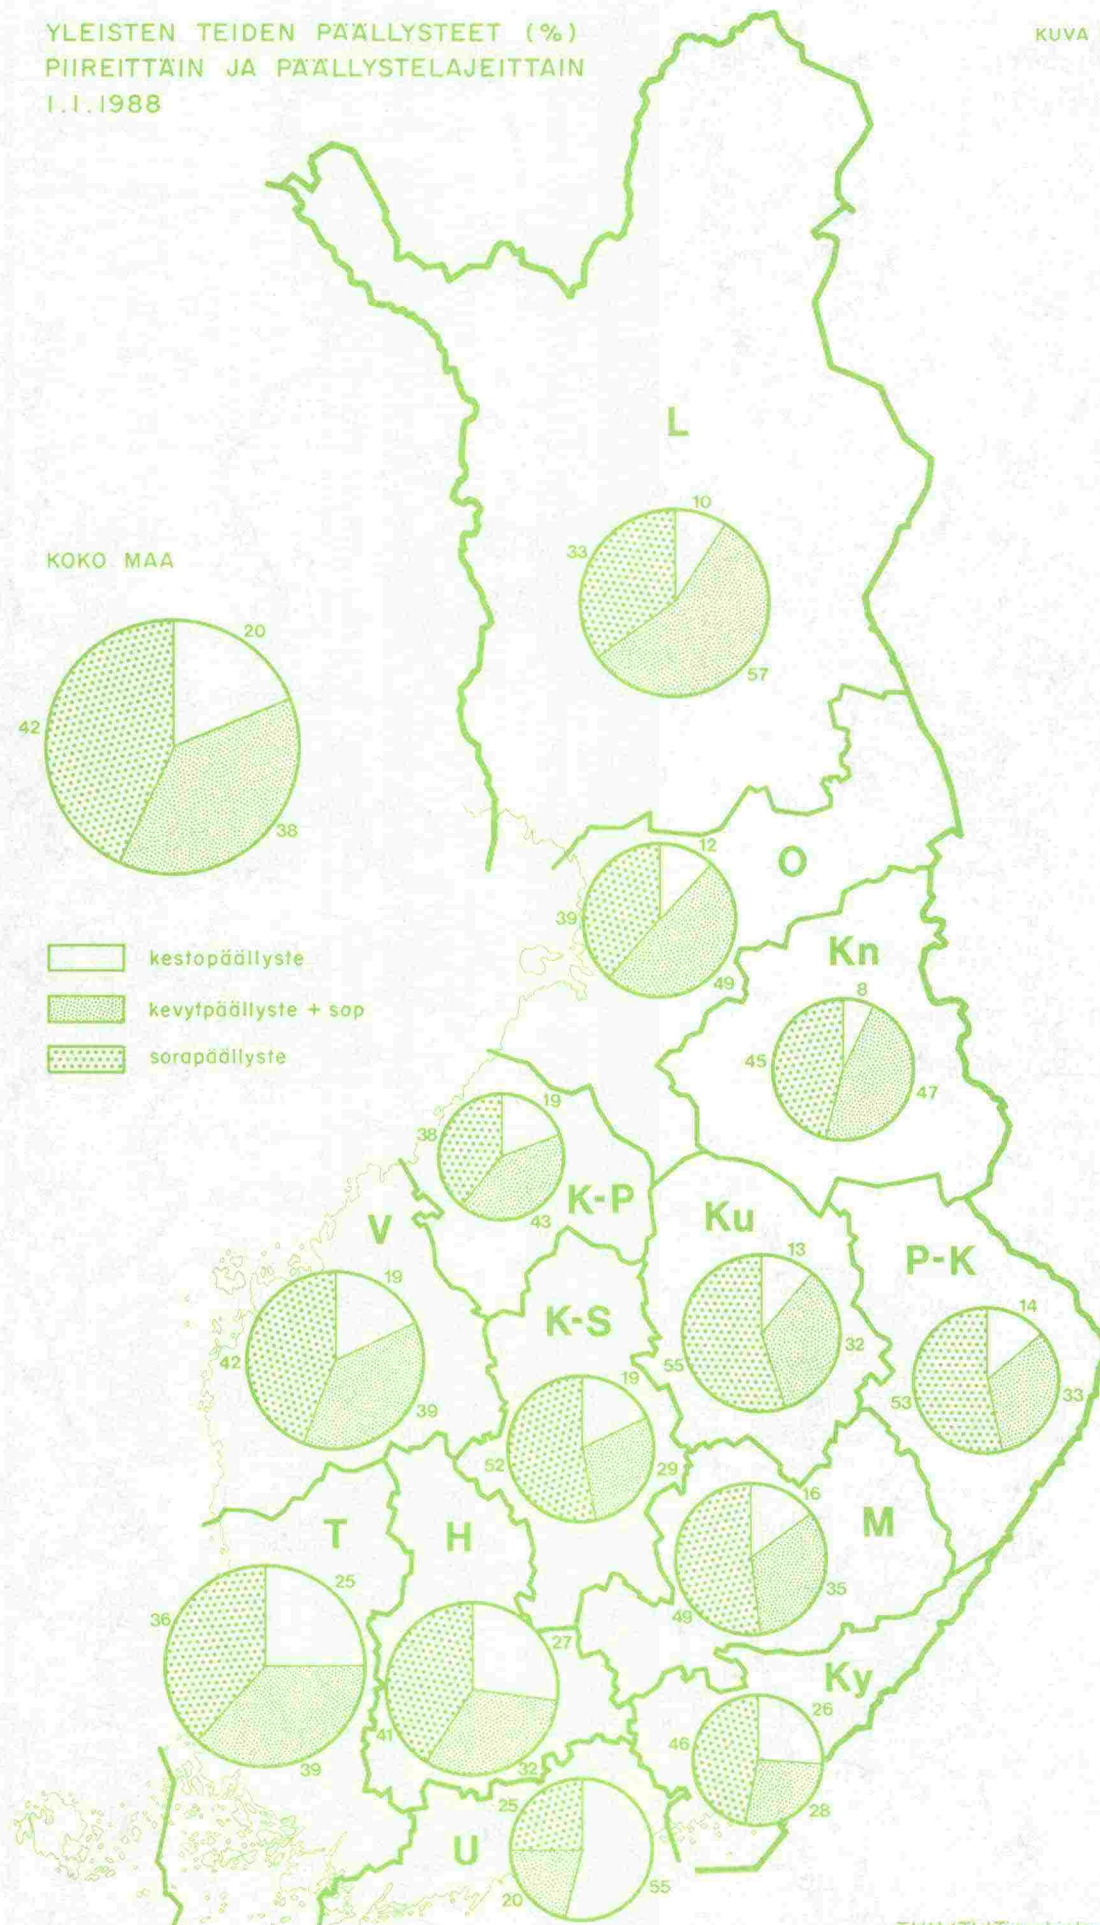 YLEISTEN TEIDEN PÄÄLLYSTEET (%)
PIIREITTÄIN JA PÄÄLLYSTELAJEITTAIN
1.1.1988
KUVA
L
10
33
57
KOKO MAA
20
42
38
kestopäällyste
kevytpäällyste + sop
sorapäällyste
O
12
39
49
Kn
8
45
47
K-P
19
38
43
V
19
42
39
Ku
13
55
32
P-K
14
53
33
K-S
19
52
29
M
16
49
35
T
25
36
39
H
27
41
32
Ky
26
46
28
U
25
20
55